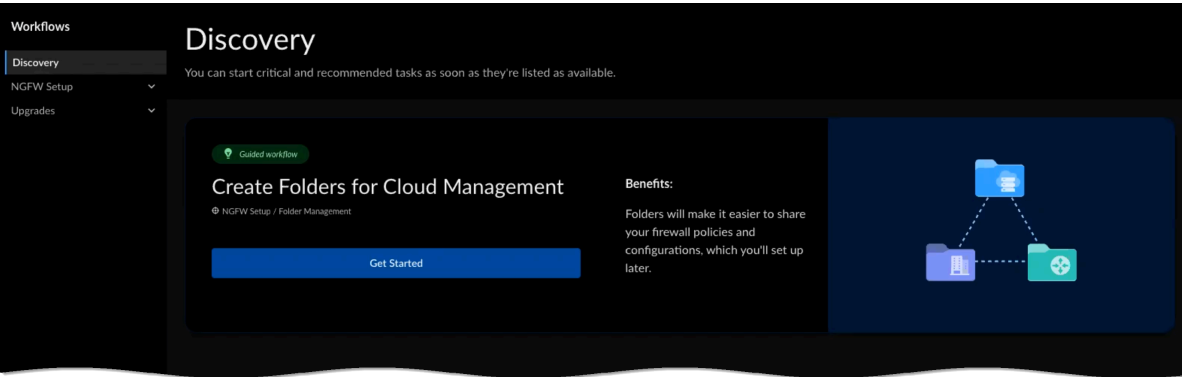 Workflows
Discovery
NGFW Setup
Upgrades
Discovery
You can start critical and recommended tasks as soon as they're listed as available.
Guided workflow
Create Folders for Cloud Management
NGFW Setup / Folder Management
Get Started
Benefits:
Folders will make it easier to share
your firewall policies and
configurations, which you'll set up
later.